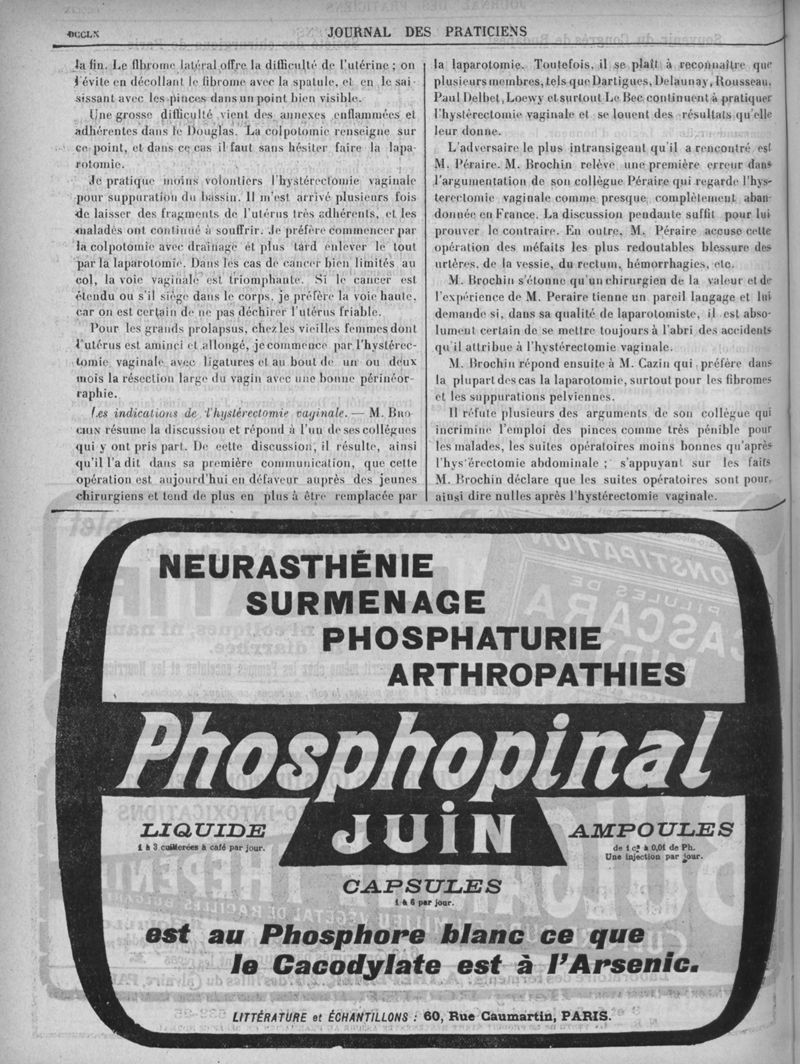 DCCLX
JOURNAL DES PRATICIENS
la fin. Le fibrome latéral offre la difficulté de l'utérine ; on
l'évite en décollant le fibrome avec la spatule, et en le sai-
sissant avec les pinces dans un point bien visible.
Une grosse difficulté vient des annexes enflammées et
adhérentes dans le Douglas. La colpotomie renseigne sur
ce point, et dans ce cas il faut sans hésiter faire la lapa-
rotomie.
Je pratique moins volontiers l'hystérectomie vaginale
pour suppuration du bassin. Il m'est arrivé plusieurs fois
de laisser des fragments de l'utérus très adhérents, et les
malades ont continué à souffrir. Je préfère commencer par
la colpotomie avec drainage et plus tard enlever le tout
par la laparotomie. Dans les cas de cancer bien limités au
col, la voie vaginale est triomphante. Si le cancer est
étendu ou s'il siège dans le corps, je préfère la voie haute,
car on est certain de ne pas déchirer l'utérus friable.
Pour les grands prolapsus, chez les vieilles femmes dont
l'utérus est aminci et allongé, je commence par l'hystérec-
tomie vaginale avec ligatures et au bout de un ou deux
mois la résection large du vagin avec une bonne périnéor-
raphie.
Les indications de l'hystérectomie vaginale. — M. BRO-
CHIN résume la discussion et répond à l'un de ses collégues
qui y ont pris part. De cette discussion, il résulte, ainsi
qu'il l'a dit dans sa première communication, que cette
opération est aujourd'hui en défaveur auprès des jeunes
chirurgiens et tend de plus en plus à être remplacée par
la laparotomie. Toutefois, il se plaît à reconnaître que
plusieurs membres, tels que Dartigues, Delaunay, Rousseau,
Paul Delbet, Loewy et surtout Le Bec continuent à pratiquer
l'hystérectomie vaginale et se louent des résultats qu'elle
leur donne.
L'adversaire le plus intransigeant qu'il a rencontré est
M. Péraire. M. Brochin relève une première erreur dans
l'argumentation de son collègue Péraire qui regarde l'hys-
terectomie vaginale comme presque complètement aban-
donnée en France. La discussion pendante suffit pour lui
prouver le contraire. En outre, M. Péraire accuse cette
opération des méfaits les plus redoutables blessure des
urtères, de la vessie, du rectum, hémorrhagies, etc.
M. Brochin s'étonne qu'un chirurgien de la valeur et de
l'expérience de M. Peraire tienne un pareil langage et lui
demande si, dans sa qualité de laparotomiste, il est abso-
lument certain de se mettre toujours à l'abri des accidents
qu'il attribue à l'hystérectomie vaginale.
M. Brochin répond ensuite à M. Cazin qui préfère dans
la plupart des cas la laparotomie, surtout pour les fibromes
et les suppurations pelviennes.
Il réfute plusieurs des arguments de son collègue qui
incrimine l'emploi des pinces comme très pénible pour
les malades, les suites opératoires moins bonnes qu'après
l'hys'érectomie abdominale ; s'appuyant sur les faits
M. Brochin déclare que les suites opératoires sont pour
ainsi dire nulles après l'hystérectomie vaginale.
NEURASTHÉNIE
SURMENAGE
PHOSPHATURIE
ARTHROPATHIES
Phosphopinal
JUIN
LIQUIDE
1 à 3 cuillerées à café par jour.
AMPOULES
de 1 c³ à 0,01 de Ph.
Une injection par jour.
CAPSULES
1 à 6 par jour.
est au Phosphore blanc ce que
le Cacodylate est à l'Arsenic.
LITTÉRATURE et ÉCHANTILLONS : 60, Rue Caumartin, PARIS.